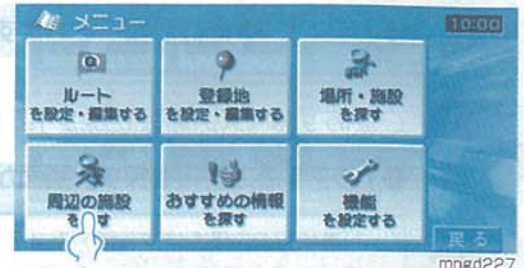 メニュー
10:00
ルート
を設定・編集する
登録地
を設定・編集する
場所・施設
を探す
周辺の施設
を　す
おすすめの情報
を探す
機能
を設定する
戻る
mngd227